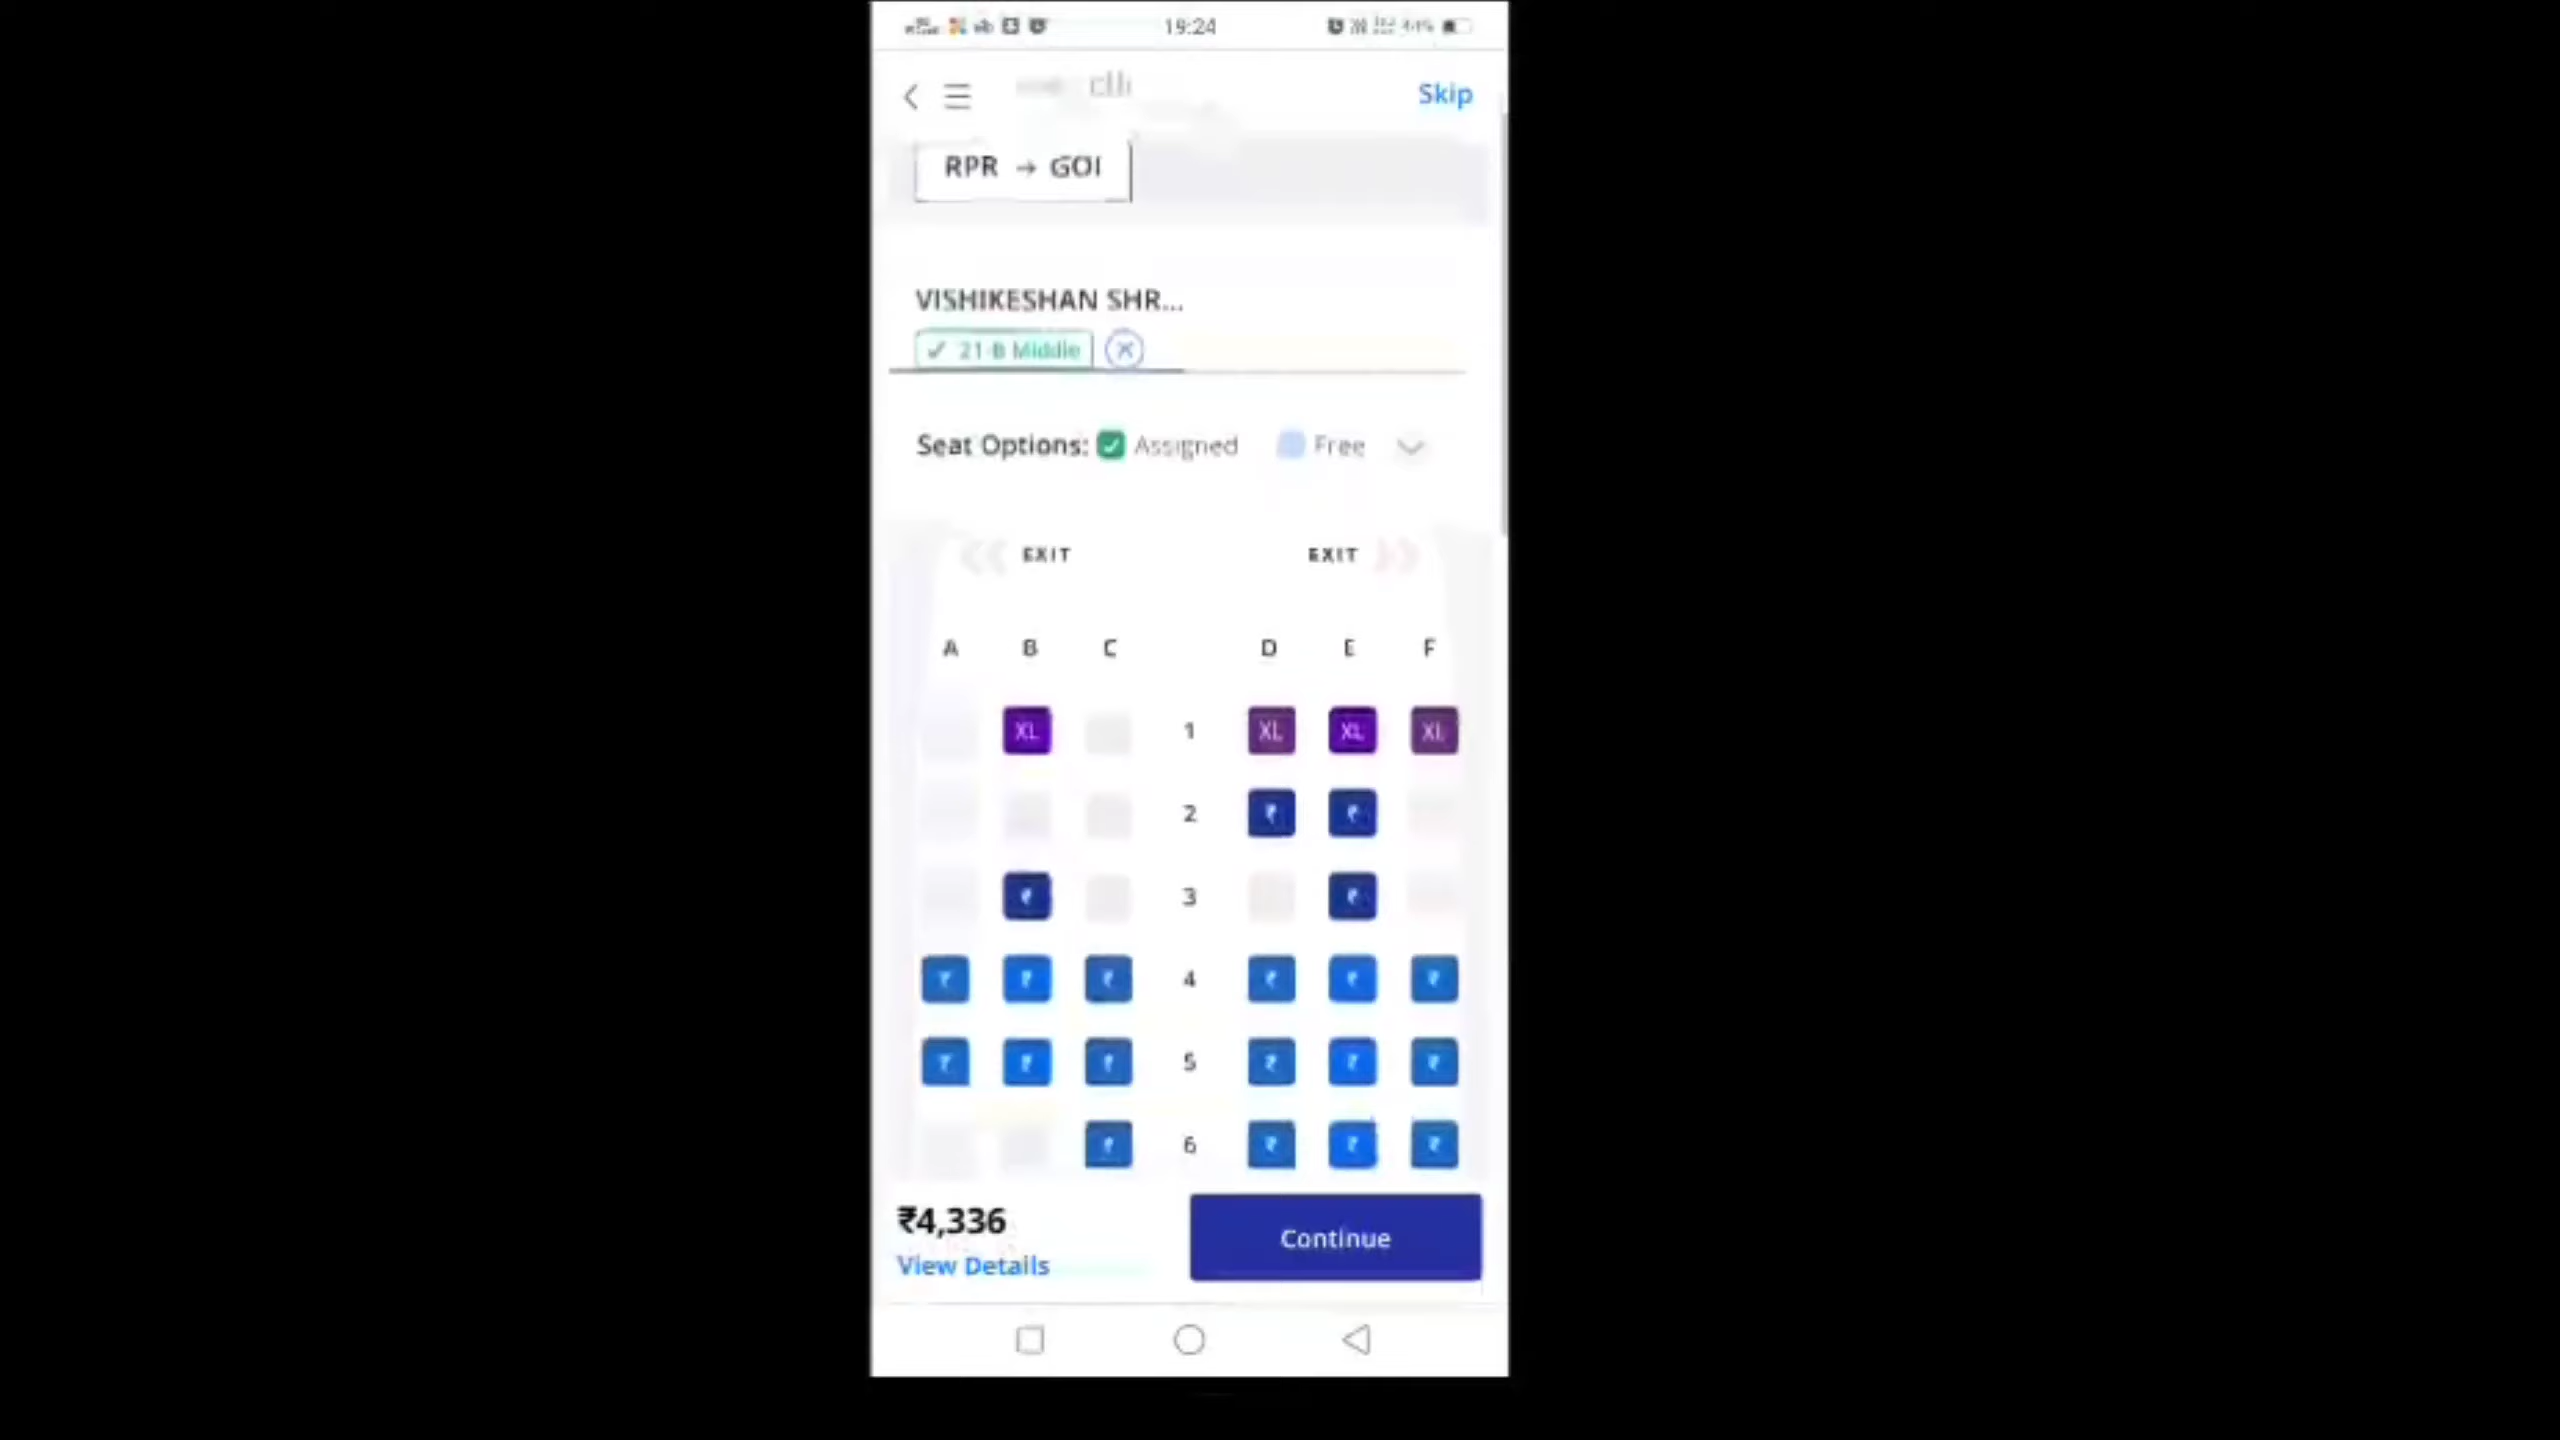 19:24
Skip
RPR → GOI
VISHIKESHAN SHR...
✓ 21-B Middle
Seat Options: Assigned Free
EXIT EXIT
A B C D E F
XL 1 XL XL XL
2 ₹ ₹
₹ 3 ₹
₹ ₹ ₹ 4 ₹ ₹ ₹
₹ ₹ ₹ 5 ₹ ₹ ₹
₹ 6 ₹ ₹ ₹
₹4,336
Continue
View Details